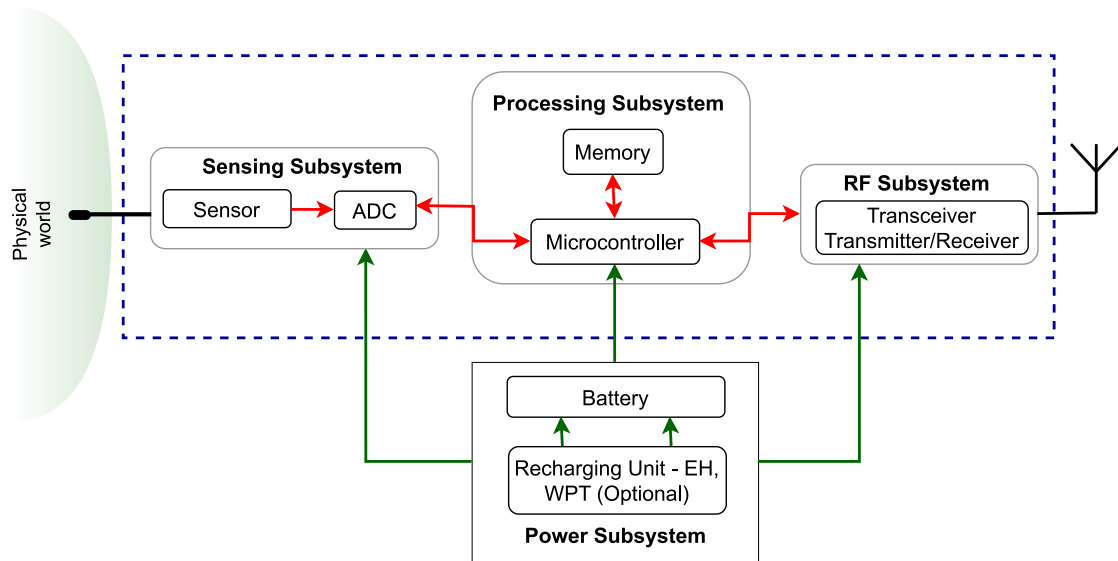 Physical
world
Sensing Subsystem
Sensor
ADC
Processing Subsystem
Memory
Microcontroller
RF Subsystem
Transceiver
Transmitter/Receiver
Battery
Recharging Unit - EH,
WPT (Optional)
Power Subsystem